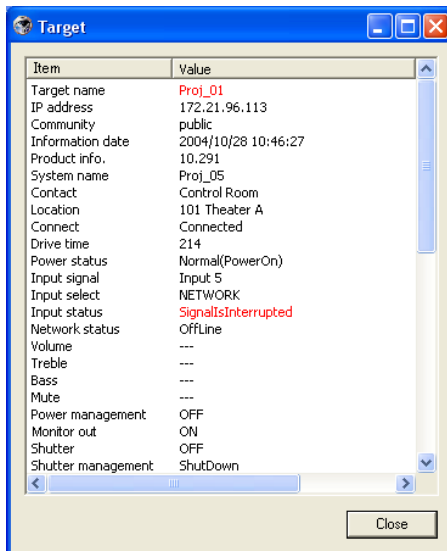 Target
Item Value
Target name Proj_01
IP address 172.21.96.113
Community public
Information date 2004/10/28 10:46:27
Product info. 10.291
System name Proj_05
Contact Control Room
Location 101 Theater A
Connect Connected
Drive time 214
Power status Normal(PowerOn)
Input signal Input 5
Input select NETWORK
Input status SignalIsInterrupted
Network status OffLine
Volume ---
Treble ---
Bass ---
Mute ---
Power management OFF
Monitor out ON
Shutter OFF
Shutter management ShutDown
Close